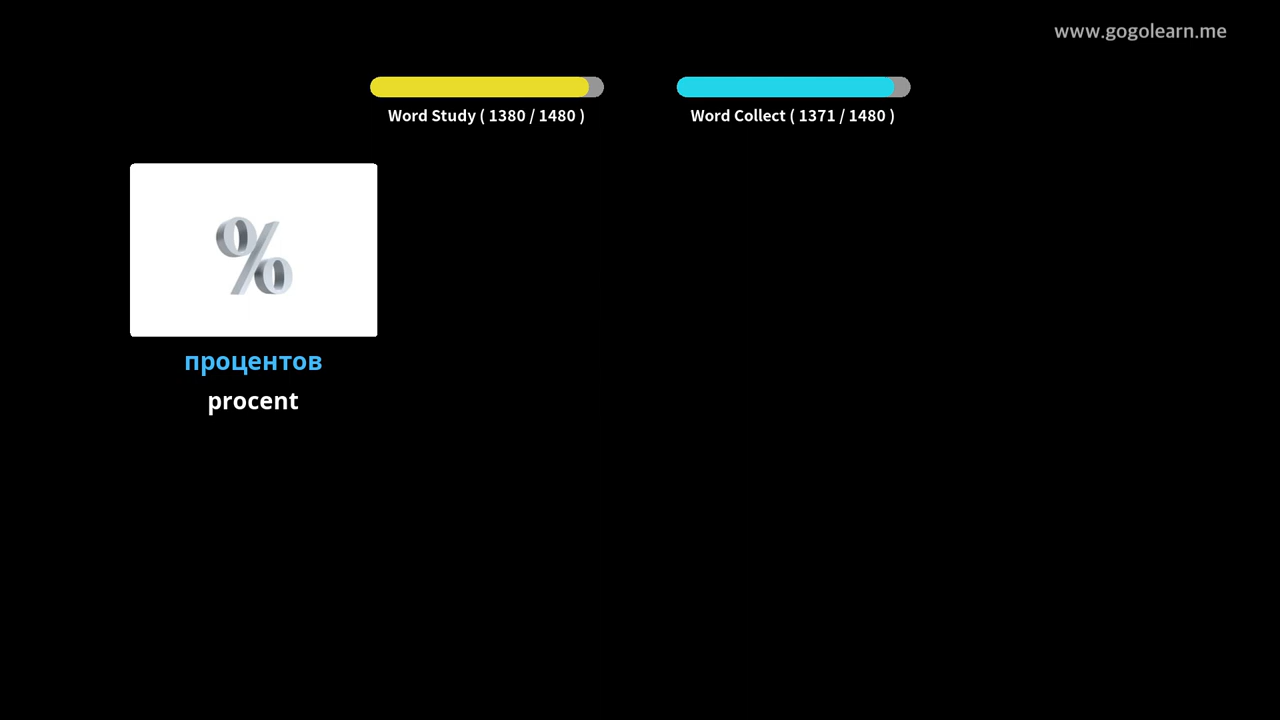 www.gogolearn.me
Word Study ( 1380 / 1480 )
Word Collect ( 1371 / 1480 )
%
процентов
procent